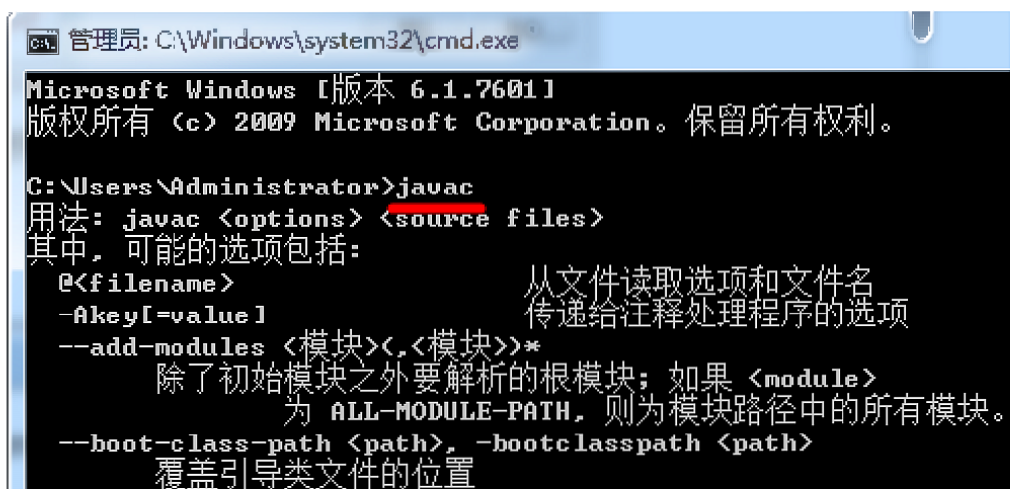 管理员: C:\Windows\system32\cmd.exe
Microsoft Windows [版本 6.1.7601]
版权所有 (c) 2009 Microsoft Corporation。保留所有权利。
C:\Users\Administrator>javac
用法: javac <options> <source files>
其中，可能的选项包括:
@<filename> 从文件读取选项和文件名
-Akey[=value] 传递给注释处理程序的选项
--add-modules <模块>(,<模块>)*
除了初始模块之外要解析的根模块；如果 <module>
为 ALL-MODULE-PATH, 则为模块路径中的所有模块。
--boot-class-path <path>, -bootclasspath <path>
覆盖引导类文件的位置